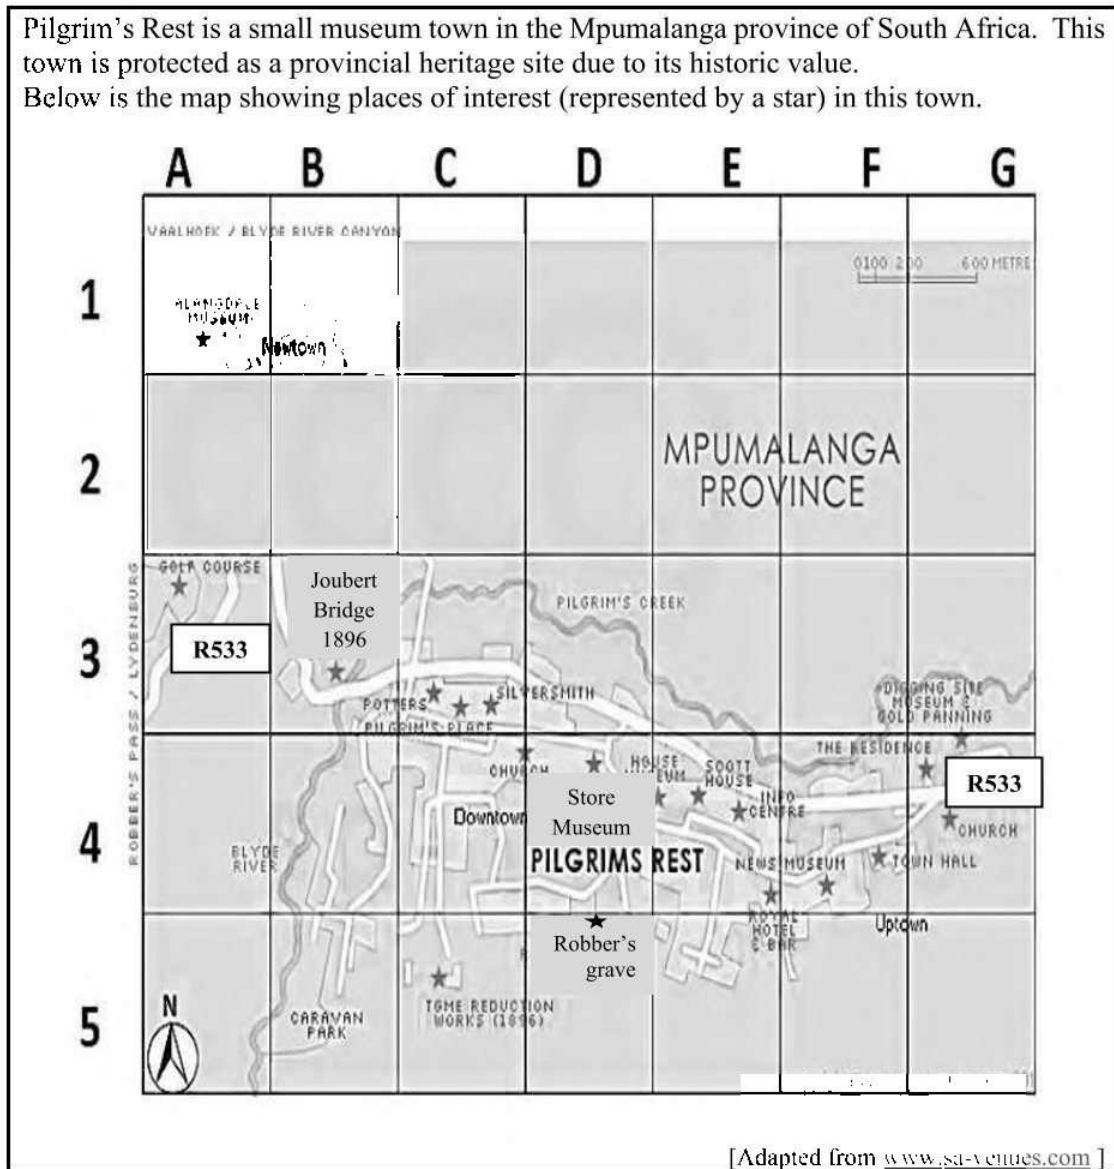 Pilgrim's Rest is a small museum town in the Mpumalanga province of South Africa. This
town is protected as a provincial heritage site due to its historic value.
Below is the map showing places of interest (represented by a star) in this town.
A B C D E F G
VAALHOEK / BLYDE RIVER CANYON
0 100 200 600 METRE
1
MUSEUM
Newtown
MPUMALANGA
PROVINCE
2
GOLF COURSE
Joubert
Bridge
1896
PILGRIM'S CREEK
R533
3
ROBBER'S PASS / LYDENBURG
DIGGING SITE
MUSEUM &
GOLD PANNING
SILVERSMITH
POTTERS
PILGRIM'S PLACE
THE RESIDENCE
CHURCH
HOUSE
SCOTT
HOUSE
R533
Store
Museum
INFO
CENTRE
Downtown
CHURCH
4
BLYDE
RIVER
PILGRIMS REST
NEWS MUSEUM
TOWN HALL
ROYAL
HOTEL
& BAR
Uptown
Robber's
grave
N
TGME REDUCTION
WORKS (1896)
CARAVAN
PARK
5
[Adapted from www.sa-venues.com ]